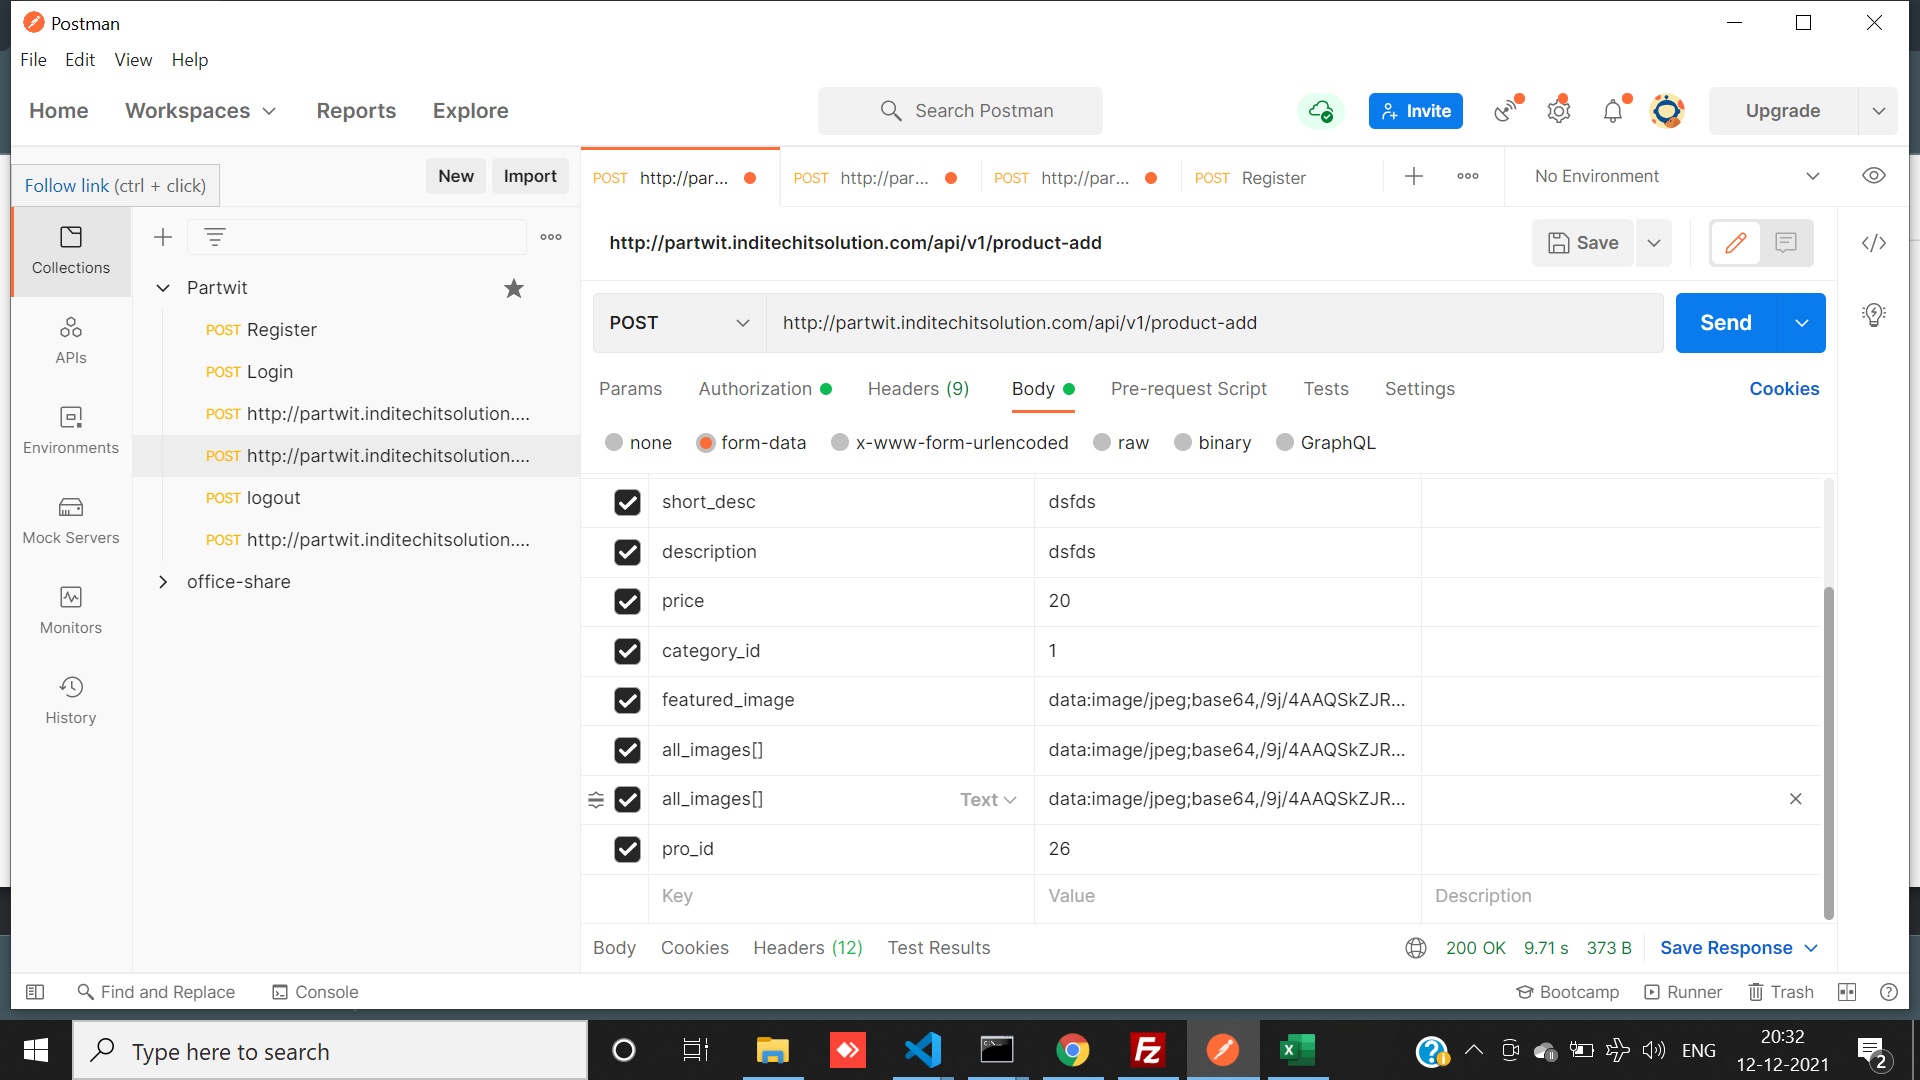 Postman
File Edit View Help
Home Workspaces Reports Explore
Search Postman
Invite
Upgrade
Follow link (ctrl + click)
New Import
POST http://par...
POST http://par...
POST http://par...
POST Register
No Environment
Collections
APIs
Environments
Mock Servers
Monitors
History
Partwit
POST Register
POST Login
POST http://partwit.inditechitsolution....
POST http://partwit.inditechitsolution....
POST logout
POST http://partwit.inditechitsolution....
office-share
http://partwit.inditechitsolution.com/api/v1/product-add
Save
POST http://partwit.inditechitsolution.com/api/v1/product-add
Send
Params Authorization Headers (9) Body Pre-request Script Tests Settings
Cookies
none form-data x-www-form-urlencoded raw binary GraphQL
short_desc dsfds
description dsfds
price 20
category_id 1
featured_image data:image/jpeg;base64,/9j/4AAQSkZJR...
all_images[] data:image/jpeg;base64,/9j/4AAQSkZJR...
all_images[] Text data:image/jpeg;base64,/9j/4AAQSkZJR...
pro_id 26
Key Value Description
Body Cookies Headers (12) Test Results
200 OK 9.71 s 373 B Save Response
Find and Replace Console
Bootcamp Runner Trash
Type here to search
ENG
20:32
12-12-2021
2